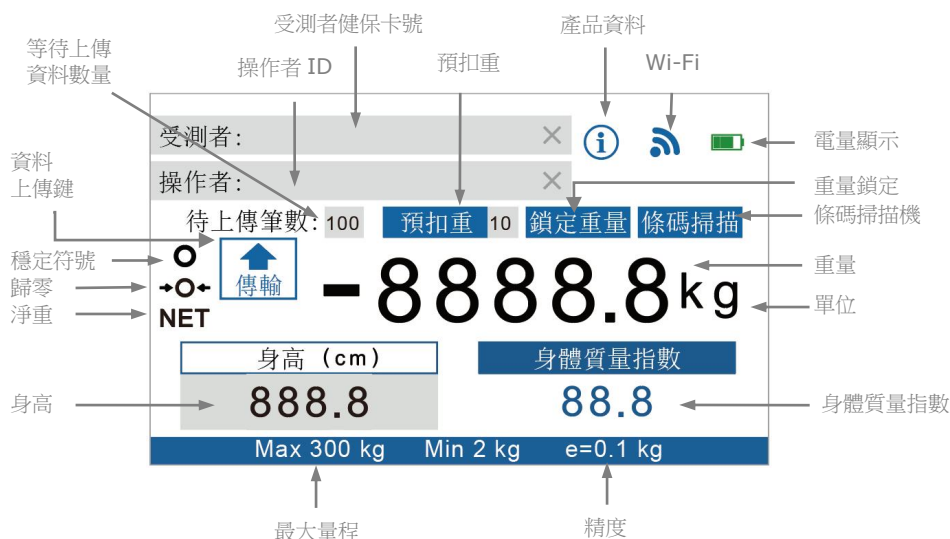 受測者健保卡號
產品資料
等待上傳
資料數量
操作者 ID
預扣重
Wi-Fi
受測者:
電量顯示
資料
上傳鍵
操作者:
重量鎖定
待上傳筆數: 100
預扣重 10
鎖定重量
條碼掃描
條碼掃描機
穩定符號
傳輸
歸零
淨重
NET
-8888.8kg
重量
單位
身高 (cm)
身體質量指數
身高
888.8
88.8
身體質量指數
Max 300 kg Min 2 kg e=0.1 kg
最大量程
精度